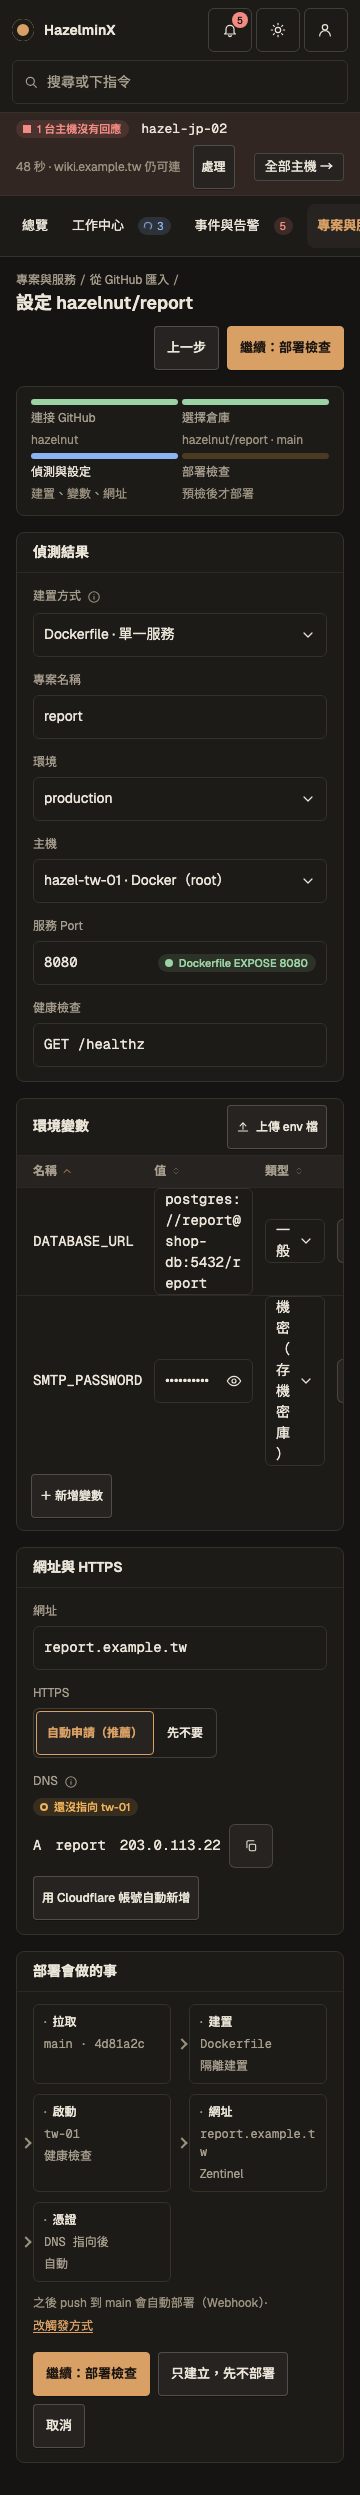 HazelminX
5
搜尋或下指令
1 台主機沒有回應 hazel-jp-02
48 秒 · wiki.example.tw 仍可連 處理 全部主機 →
總覽 工作中心 3 事件與告警 5 專案與
專案與服務 / 從 GitHub 匯入 /
設定 hazelnut/report
上一步 繼續：部署檢查
連接 GitHub 選擇倉庫
hazelnut hazelnut/report · main
偵測與設定 部署檢查
建置、變數、網址 預檢後才部署
偵測結果
建置方式
Dockerfile · 單一服務
專案名稱
report
環境
production
主機
hazel-tw-01 · Docker（root）
服務 Port
8080 Dockerfile EXPOSE 8080
健康檢查
GET /healthz
環境變數 上傳 env 檔
名稱 值 類型
DATABASE_URL
postgres:
//report@
shop-
db:5432/r
eport
一
般
SMTP_PASSWORD ••••••••••
機
密
（
存
機
密
庫
）
＋ 新增變數
網址與 HTTPS
網址
report.example.tw
HTTPS
自動申請（推薦） 先不要
DNS
還沒指向 tw-01
A report 203.0.113.22
用 Cloudflare 帳號自動新增
部署會做的事
· 拉取
main · 4d81a2c
· 建置
Dockerfile
隔離建置
· 啟動
tw-01
健康檢查
· 網址
report.example.t
w
Zentinel
· 憑證
DNS 指向後
自動
之後 push 到 main 會自動部署（Webhook）·
改觸發方式
繼續：部署檢查 只建立，先不部署
取消